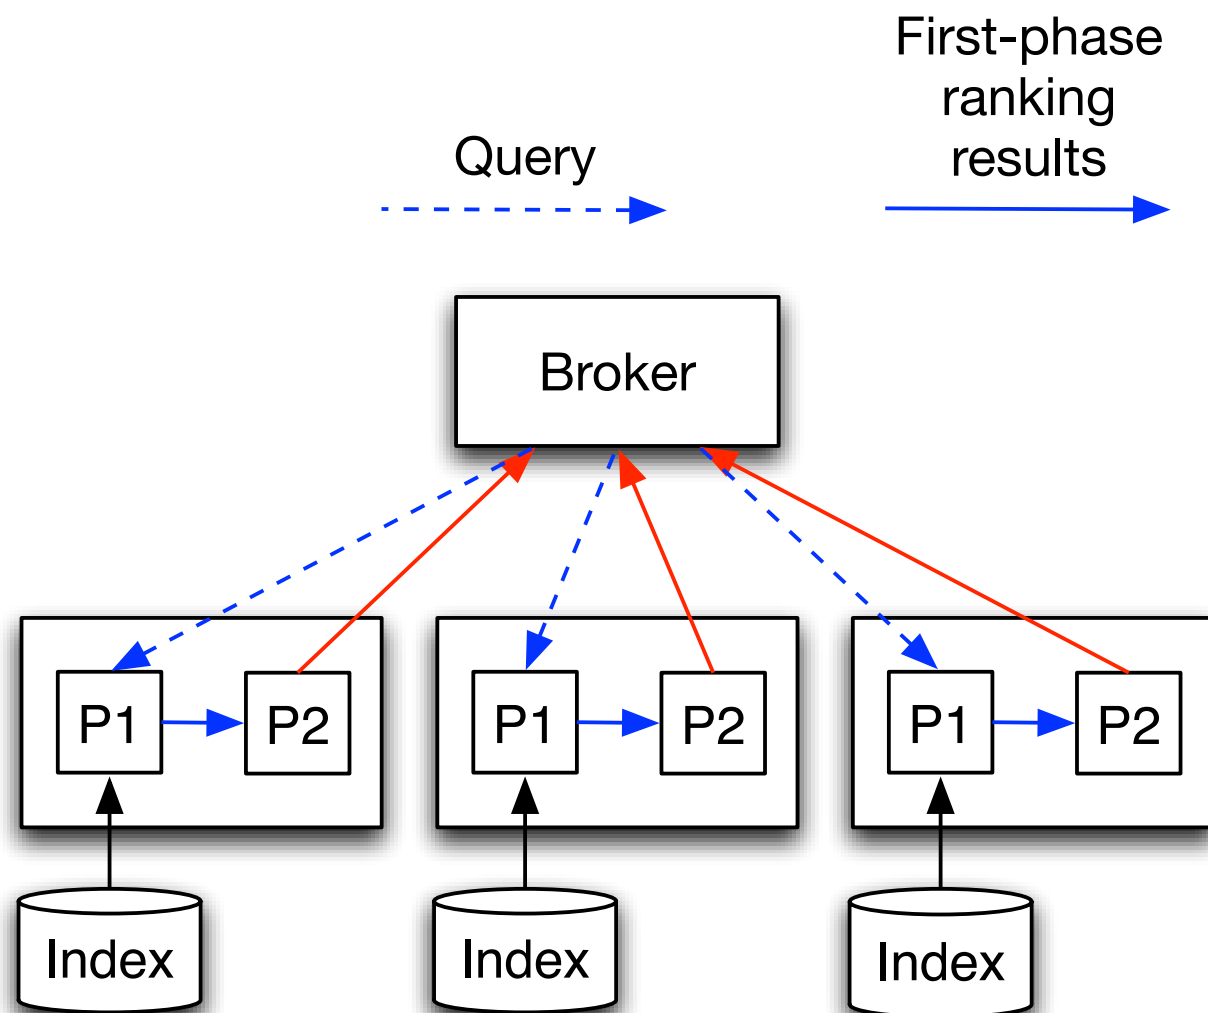 First-phase
ranking
results
Query
Broker
P1
P2
P1
P2
P1
P2
Index
Index
Index